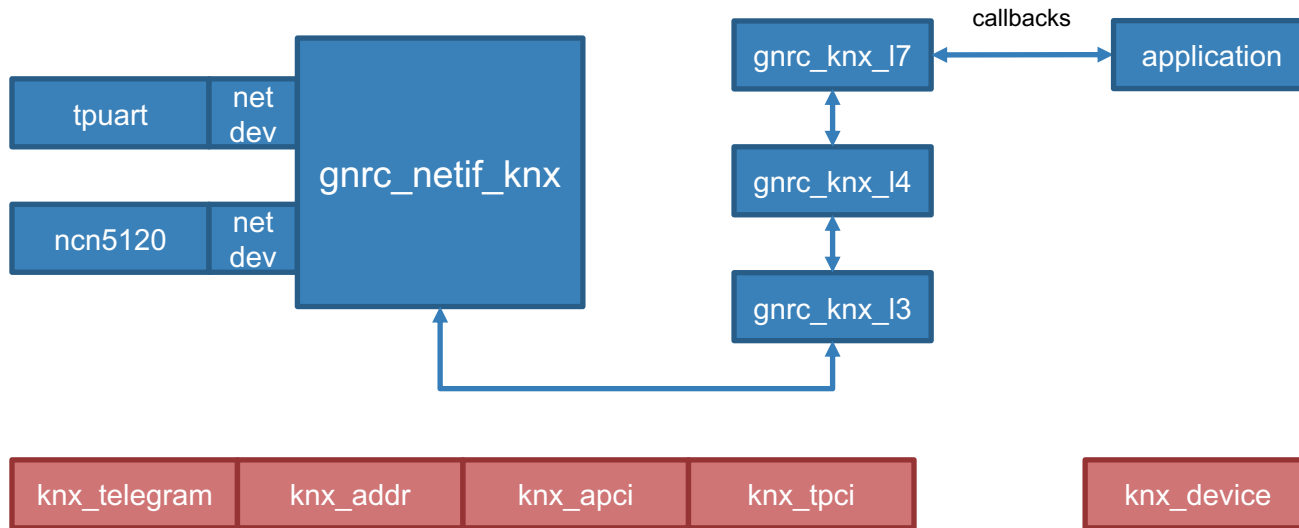 callbacks
gnrc_knx_l7
application
tpuart
net
dev
gnrc_netif_knx
gnrc_knx_l4
ncn5120
net
dev
gnrc_knx_l3
knx_telegram
knx_addr
knx_apci
knx_tpci
knx_device